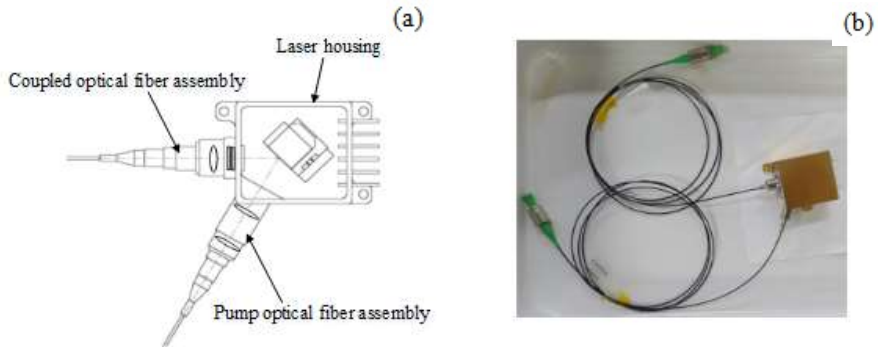 (a)
Laser housing
Coupled optical fiber assembly
Pump optical fiber assembly
(b)